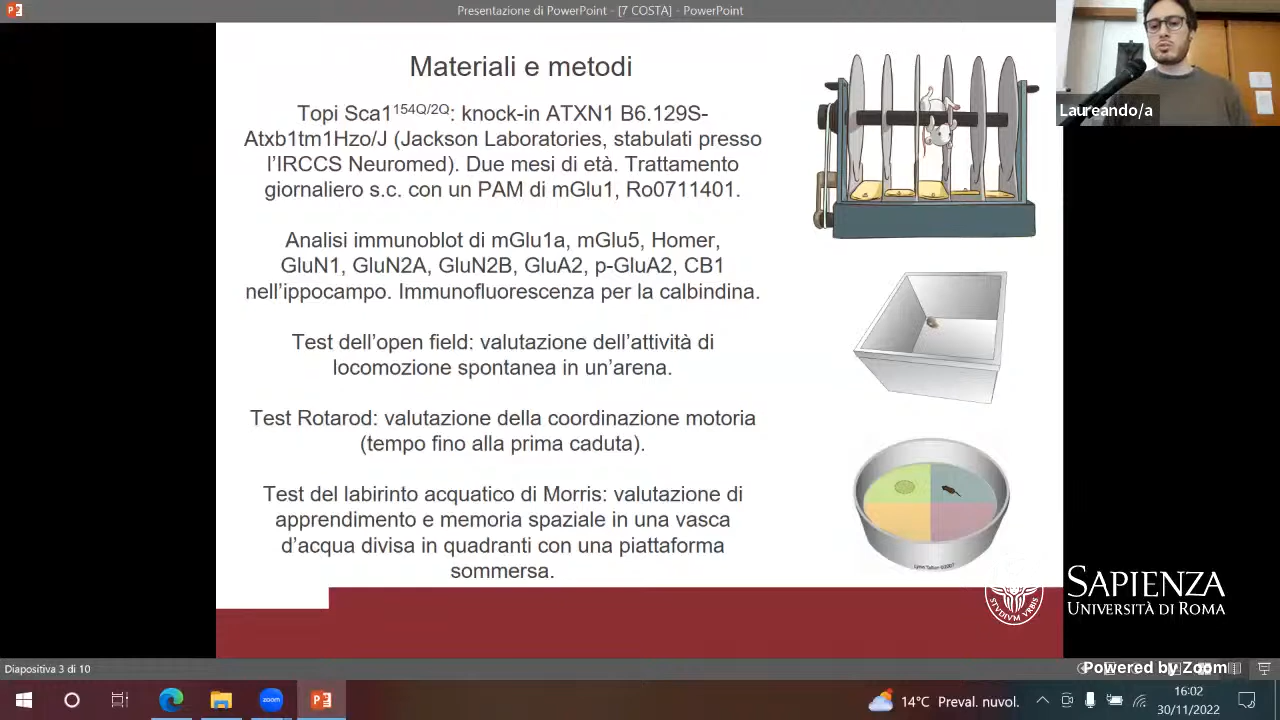 Presentazione di PowerPoint - [7 COSTA] - PowerPoint
Materiali e metodi
Topi Sca1154Q/2Q: knock-in ATXN1 B6.129S-
Atxb1tm1Hzo/J (Jackson Laboratories, stabulati presso
l’IRCCS Neuromed). Due mesi di età. Trattamento
giornaliero s.c. con un PAM di mGlu1, Ro0711401.
Analisi immunoblot di mGlu1a, mGlu5, Homer,
GluN1, GluN2A, GluN2B, GluA2, p-GluA2, CB1
nell’ippocampo. Immunofluorescenza per la calbindina.
Test dell’open field: valutazione dell’attività di
locomozione spontanea in un’arena.
Test Rotarod: valutazione della coordinazione motoria
(tempo fino alla prima caduta).
Test del labirinto acquatico di Morris: valutazione di
apprendimento e memoria spaziale in una vasca
d’acqua divisa in quadranti con una piattaforma
sommersa.
Laureando/a
STVDIVM VRBIS
SAPIENZA
UNIVERSITÀ DI ROMA
Diapositiva 3 di 10
Powered by Zoom
zoom
14°C Preval. nuvol.
16:02
30/11/2022